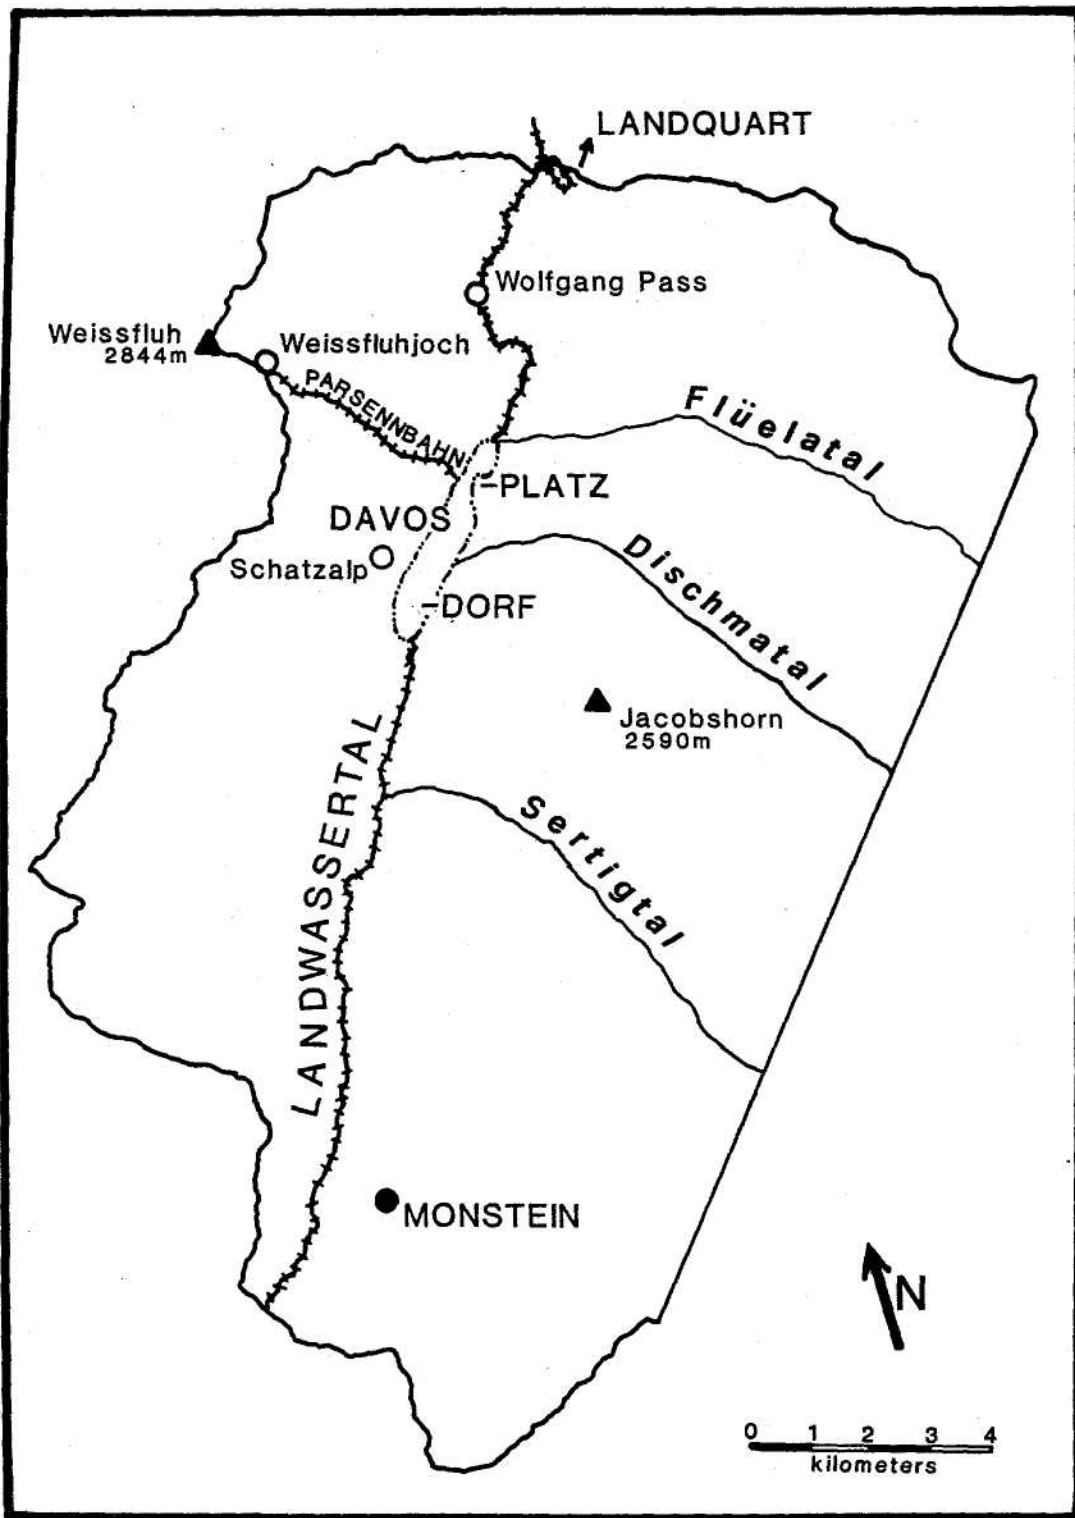 LANDQUART
Wolfgang Pass
Weissfluh
2844m
Weissfluhjoch
PARSENNBAHN
Flüelatal
-PLATZ
DAVOS
Schatzalp
Dischmatal
-DORF
Jacobshorn
2590m
LANDWASSERTAL
Sertigtal
MONSTEIN
N
0 1 2 3 4
kilometers